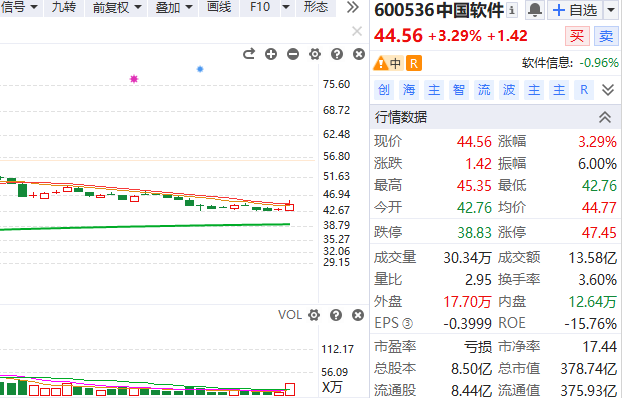 信号 九转 前复权 叠加 画线 F10 形态
75.60
68.72
62.48
56.80
51.63
46.94
42.67
38.79
35.27
32.06
29.15
VOL
112.17
56.09
X万
600536中国软件
自选
44.56 +3.29% +1.42 买 卖
中 R 软件信息: -0.96%
创 海 主 智 流 波 主 主 R
行情数据
现价 44.56 涨幅 3.29%
涨跌 1.42 振幅 6.00%
最高 45.35 最低 42.76
今开 42.76 均价 44.77
跌停 38.83 涨停 47.45
成交量 30.34万 成交额 13.58亿
量比 2.95 换手率 3.60%
外盘 17.70万 内盘 12.64万
EPS③ -0.3999 ROE -15.76%
市盈率 亏损 市净率 17.44
总股本 8.50亿 总市值 378.74亿
流通股 8.44亿 流通值 375.93亿